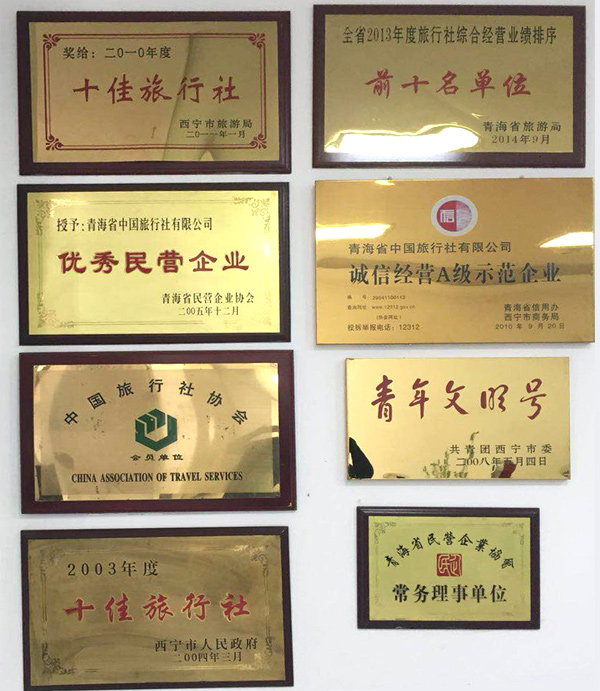 奖给：二〇一〇年度
十佳旅行社
西宁市旅游局
二〇一一年一月
全省2013年度旅行社综合经营业绩排序
前十名单位
青海省旅游局
2014年9月
授予：青海省中国旅行社有限公司
优秀民营企业
青海省民营企业协会
二00五年十二月
信
青海省中国旅行社有限公司
诚信经营A级示范企业
投拆举报电话：12312
青海省信用办
西宁市商务局
2010年9月20日
中国旅行社协会
会员单位
CHINA ASSOCIATION OF TRAVEL SERVICES
青年文明号
共青团西宁市委
二00八年五月四日
2003年度
十佳旅行社
西宁市人民政府
二00四年三月
青海省民营企業協會
常务理事单位